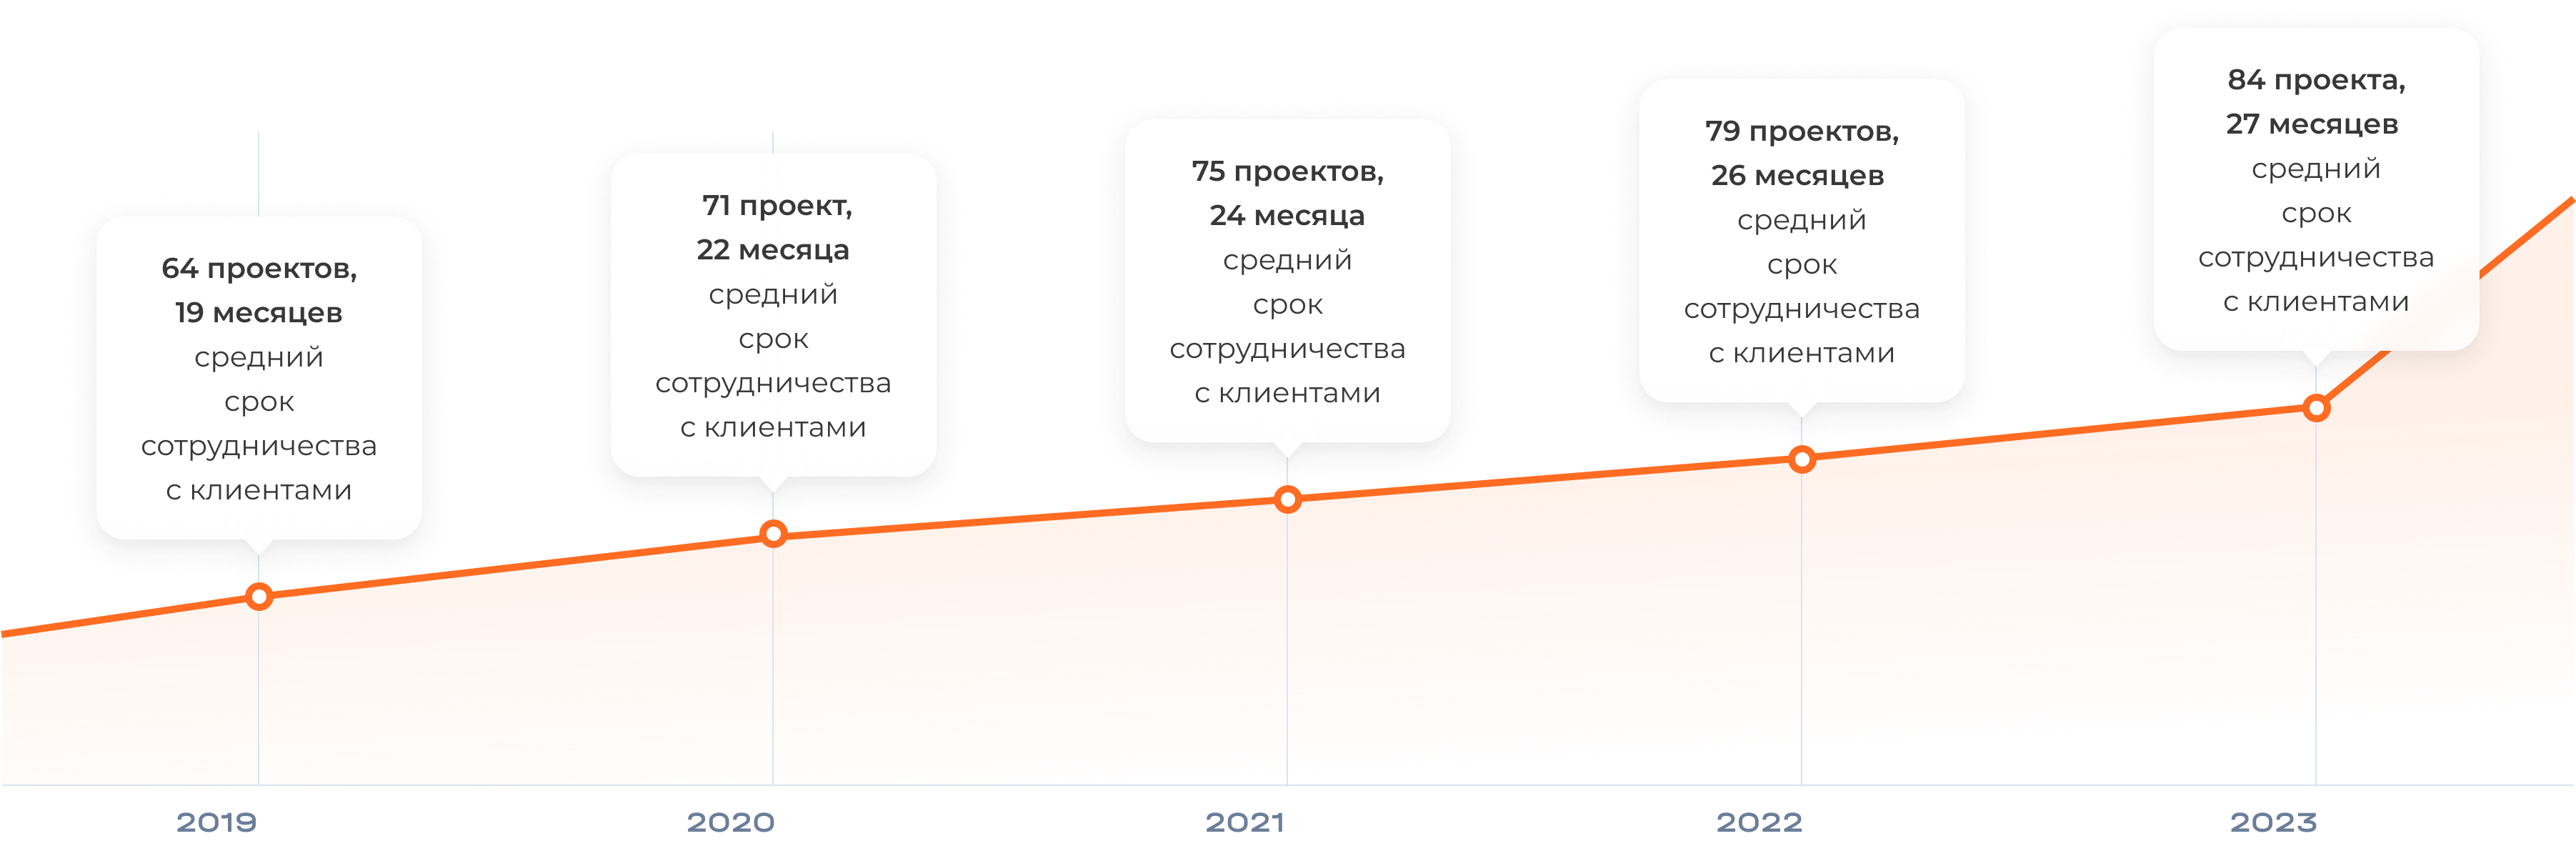 64 проектов,
19 месяцев
средний
срок
сотрудничества
с клиентами
71 проект,
22 месяца
средний
срок
сотрудничества
с клиентами
75 проектов,
24 месяца
средний
срок
сотрудничества
с клиентами
79 проектов,
26 месяцев
средний
срок
сотрудничества
с клиентами
84 проекта,
27 месяцев
средний
срок
сотрудничества
с клиентами
2019
2020
2021
2022
2023